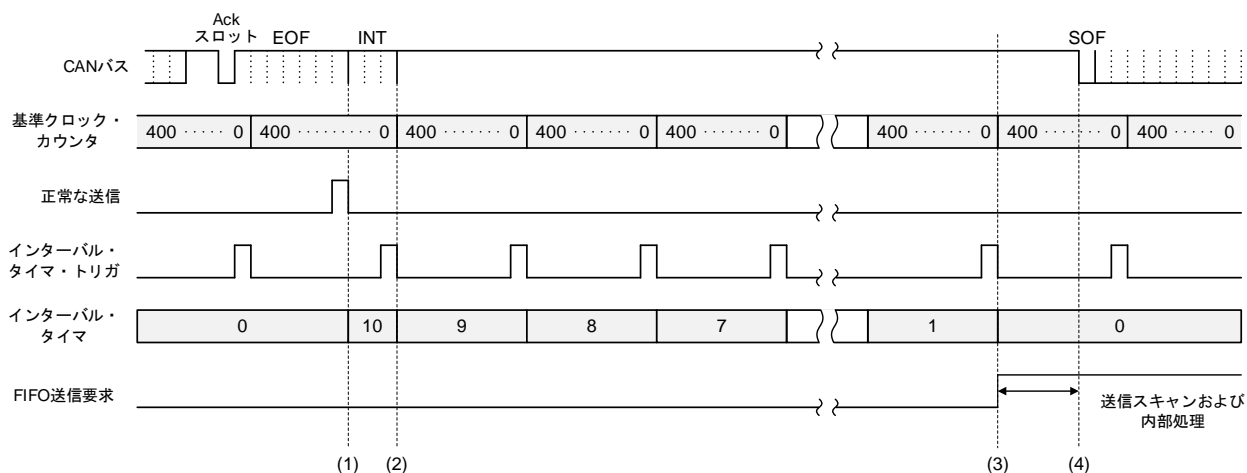 Ack
スロット
EOF
INT
SOF
CANバス
基準クロック・
カウンタ
400 ····· 0
400 ········ 0
400 ····· 0
400 ····· 0
400 ····· 0
400 ····· 0
400 ······ 0
400 ····· 0
正常な送信
インターバル・
タイマ・トリガ
インターバル・
タイマ
0
10
9
8
7
1
0
FIFO送信要求
送信スキャンおよび
内部処理
(1)
(2)
(3)
(4)